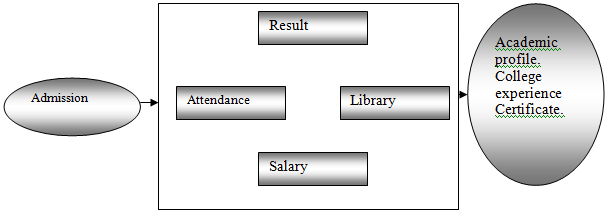 Result
Admission
Attendance
Library
Salary
Academic
profile.
College
experience
Certificate.